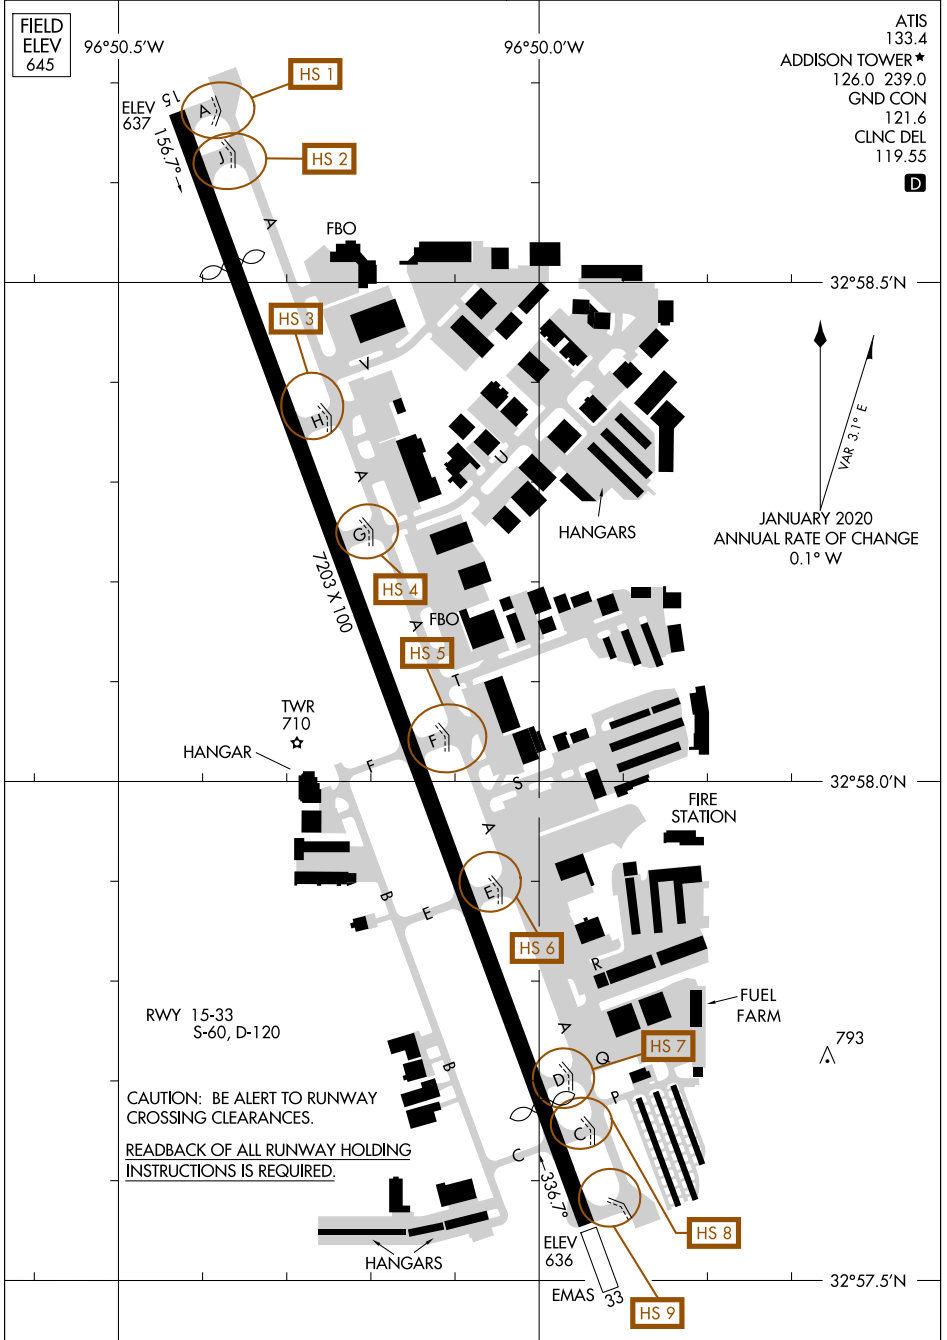 FIELD
ELEV
645
96°50.5'W
96°50.0'W
ATIS
133.4
ADDISON TOWER★
126.0 239.0
GND CON
121.6
CLNC DEL
119.55
D
HS 1
15
ELEV
637
A
156.7°
J
HS 2
A
FBO
32°58.5'N
HS 3
V
H
VAR 3.1° E
A
U
G
HANGARS
JANUARY 2020
ANNUAL RATE OF CHANGE
0.1° W
7203 X 100
HS 4
A
FBO
HS 5
T
TWR
710
F
HANGAR
F
S
32°58.0'N
FIRE
STATION
A
E
B
E
HS 6
R
FUEL
FARM
RWY 15-33
S-60, D-120
A
Q
HS 7
793
B
D
P
CAUTION: BE ALERT TO RUNWAY
CROSSING CLEARANCES.
C
READBACK OF ALL RUNWAY HOLDING
INSTRUCTIONS IS REQUIRED.
C
336.7°
HS 8
ELEV
636
HANGARS
32°57.5'N
EMAS
33
HS 9